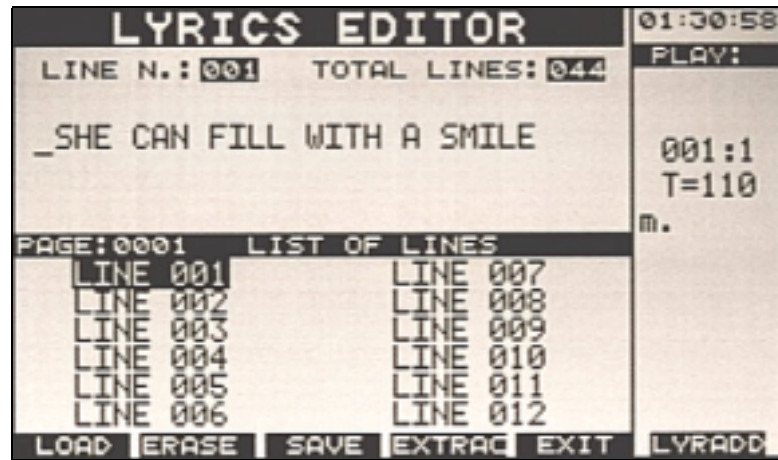 LYRICS EDITOR
01:30:58
LINE N.:001 TOTAL LINES:044
PLAY:
_SHE CAN FILL WITH A SMILE
001:1
T=110
m.
PAGE:0001 LIST OF LINES
LINE 001 LINE 007
LINE 002 LINE 008
LINE 003 LINE 009
LINE 004 LINE 010
LINE 005 LINE 011
LINE 006 LINE 012
LOAD ERASE SAVE EXTRAC EXIT LYRADD